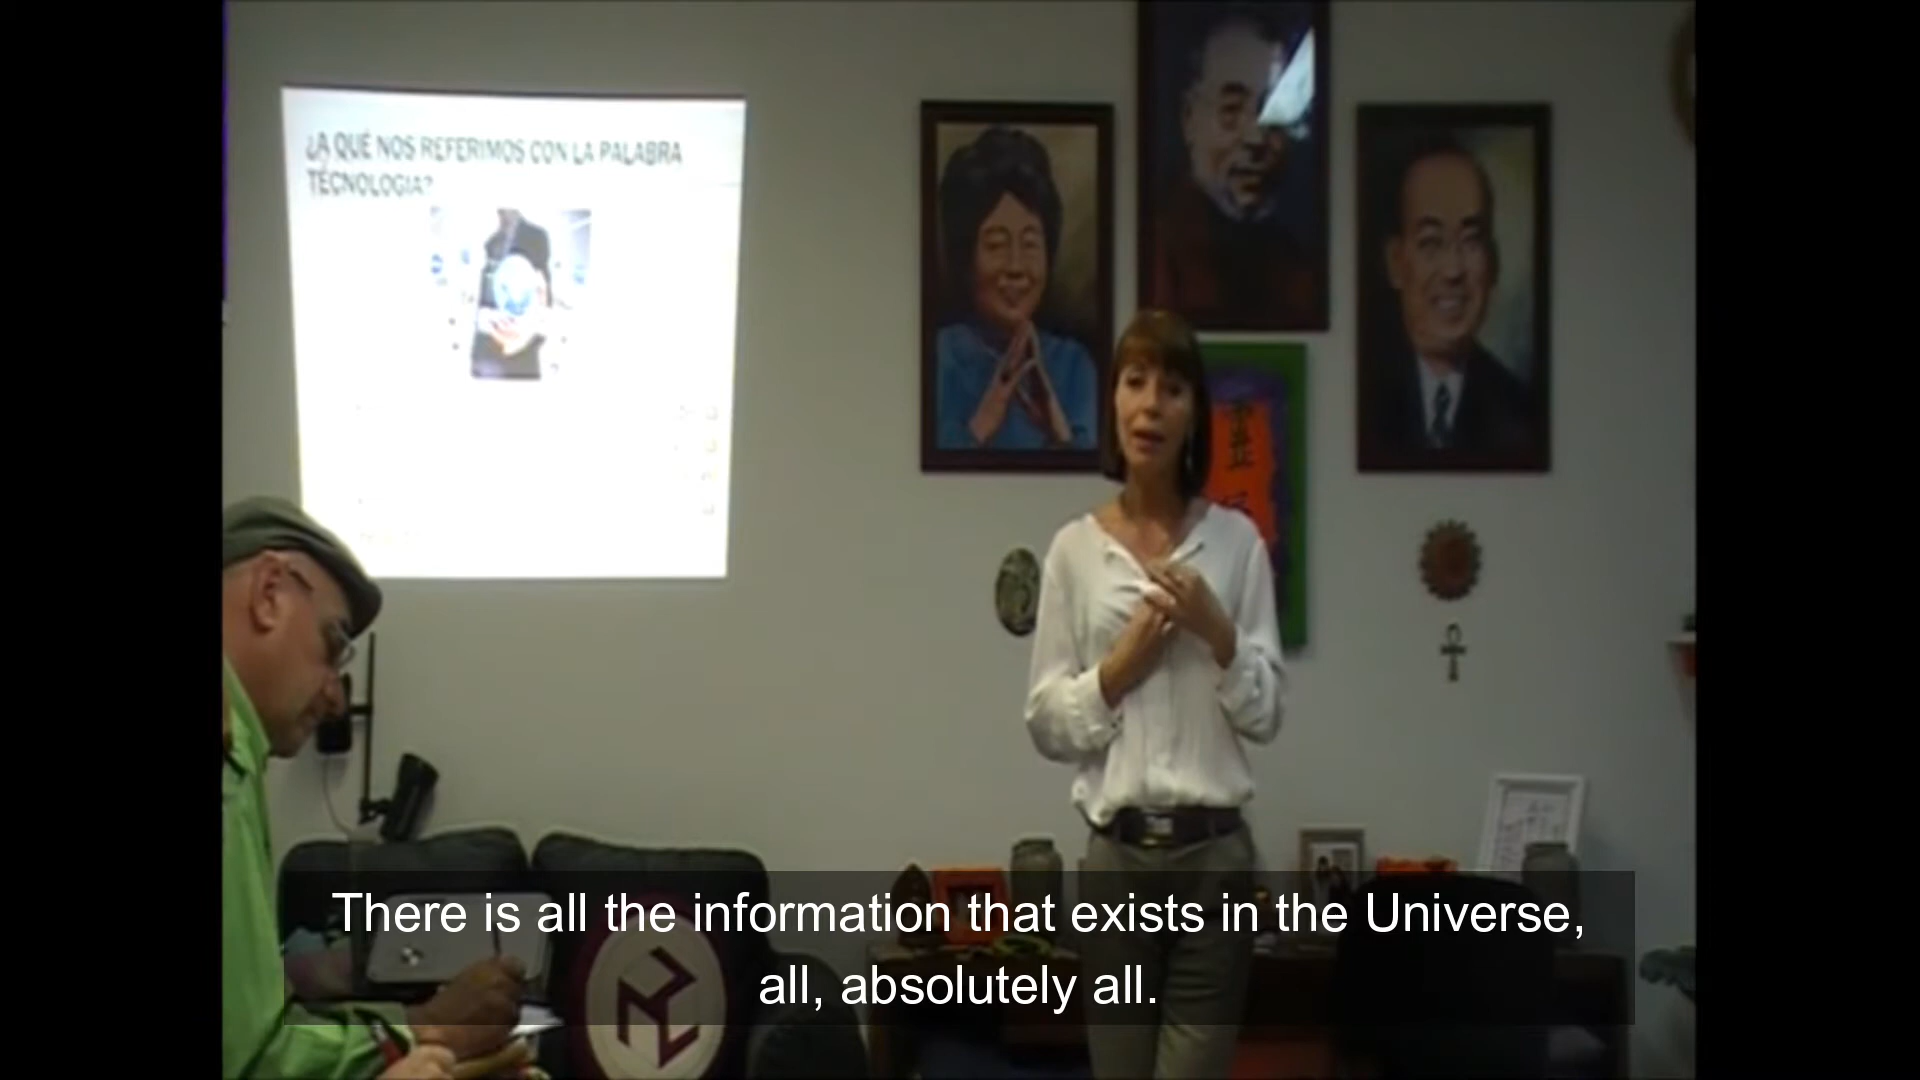 ¿A QUÉ NOS REFERIMOS CON LA PALABRA
TECNOLOGIA?
There is all the information that exists in the Universe,
all, absolutely all.